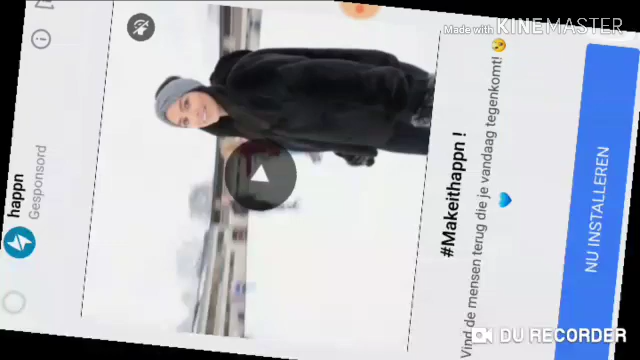 Made with KINEMASTER
happn
Gesponsord
#Makeithappn !
Vind de mensen terug die je vandaag tegenkomt! 😲
💙
NU INSTALLEREN
DU RECORDER